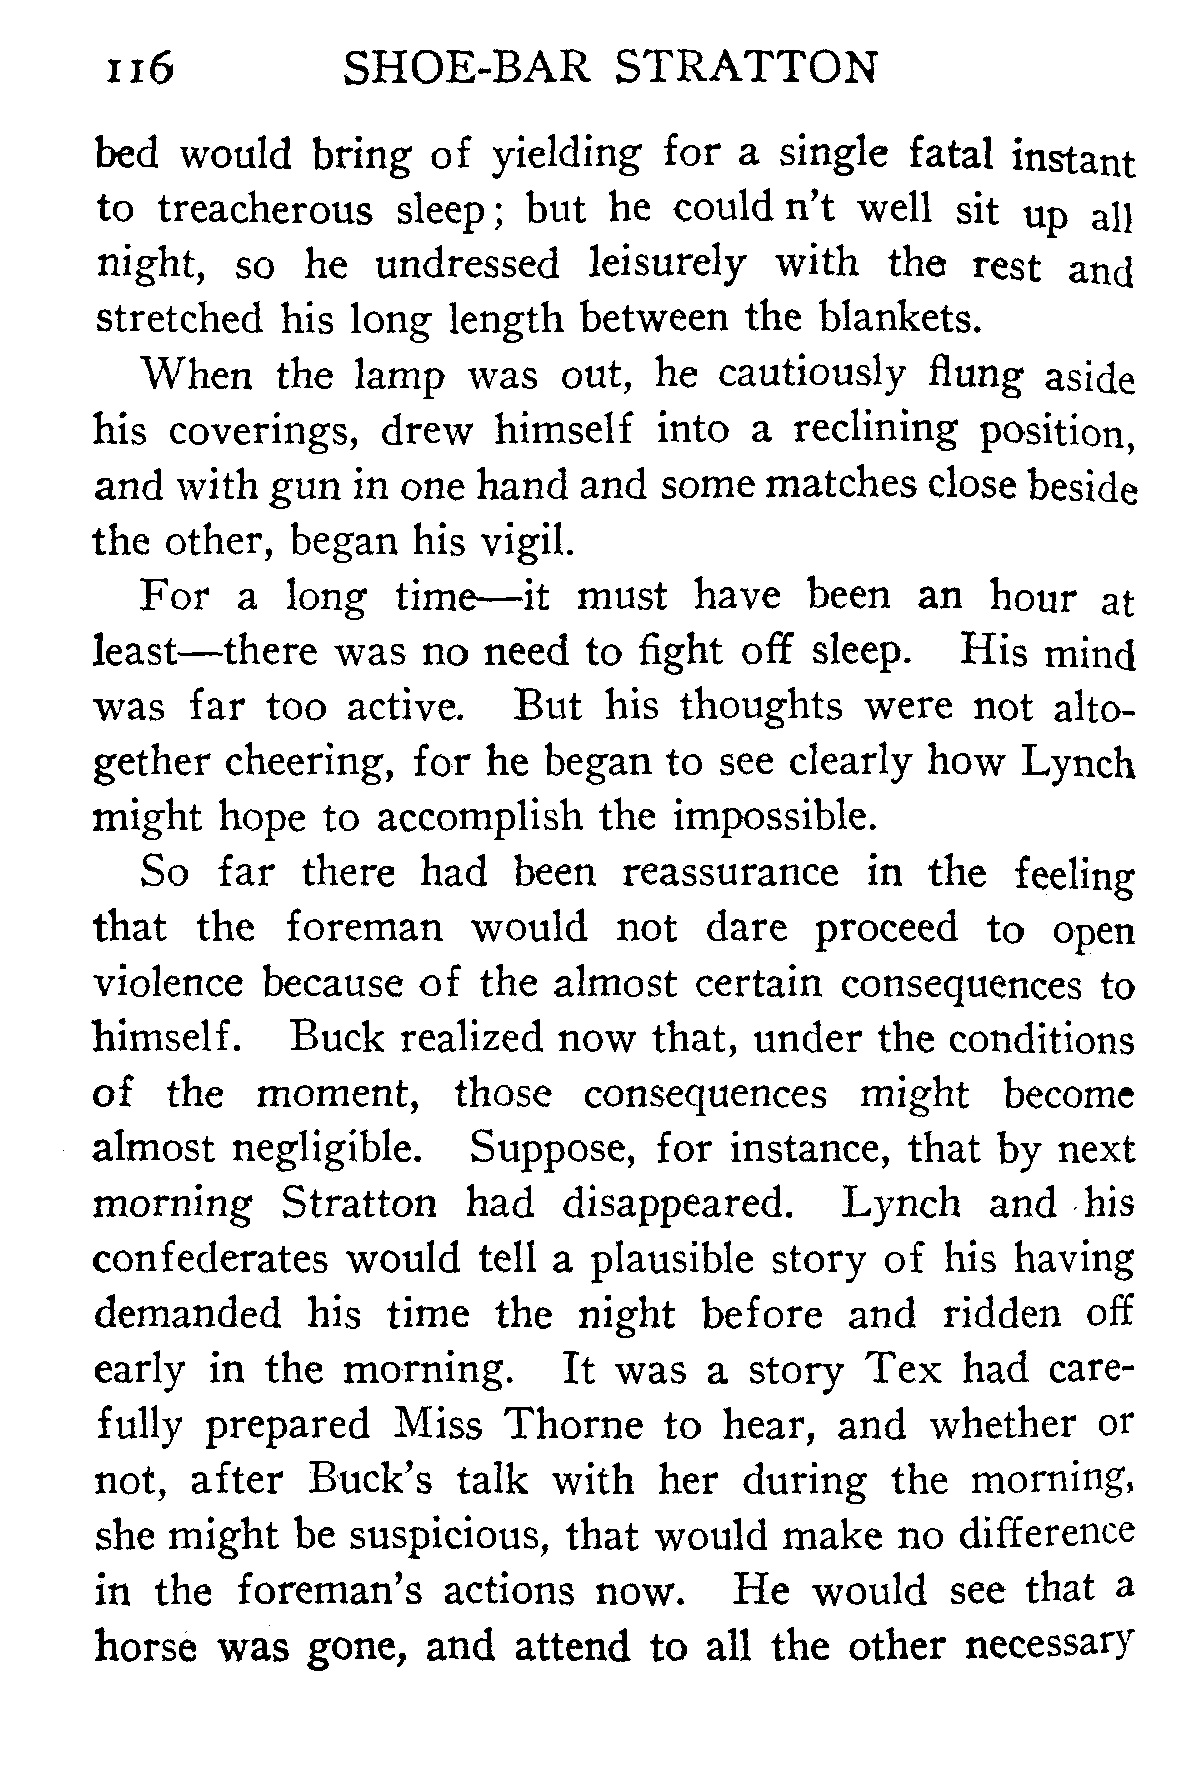 116 SHOE-BAR STRATTON
bed would bring of yielding for a single fatal instant
to treacherous sleep; but he could n't well sit up all
night, so he undressed leisurely with the rest and
stretched his long length between the blankets.
When the lamp was out, he cautiously flung aside
his coverings, drew himself into a reclining position,
and with gun in one hand and some matches close beside
the other, began his vigil.
For a long time—it must have been an hour at
least—there was no need to fight off sleep. His mind
was far too active. But his thoughts were not alto-
gether cheering, for he began to see clearly how Lynch
might hope to accomplish the impossible.
So far there had been reassurance in the feeling
that the foreman would not dare proceed to open
violence because of the almost certain consequences to
himself. Buck realized now that, under the conditions
of the moment, those consequences might become
almost negligible. Suppose, for instance, that by next
morning Stratton had disappeared. Lynch and his
confederates would tell a plausible story of his having
demanded his time the night before and ridden off
early in the morning. It was a story Tex had care-
fully prepared Miss Thorne to hear, and whether or
not, after Buck's talk with her during the morning,
she might be suspicious, that would make no difference
in the foreman's actions now. He would see that a
horse was gone, and attend to all the other necessary